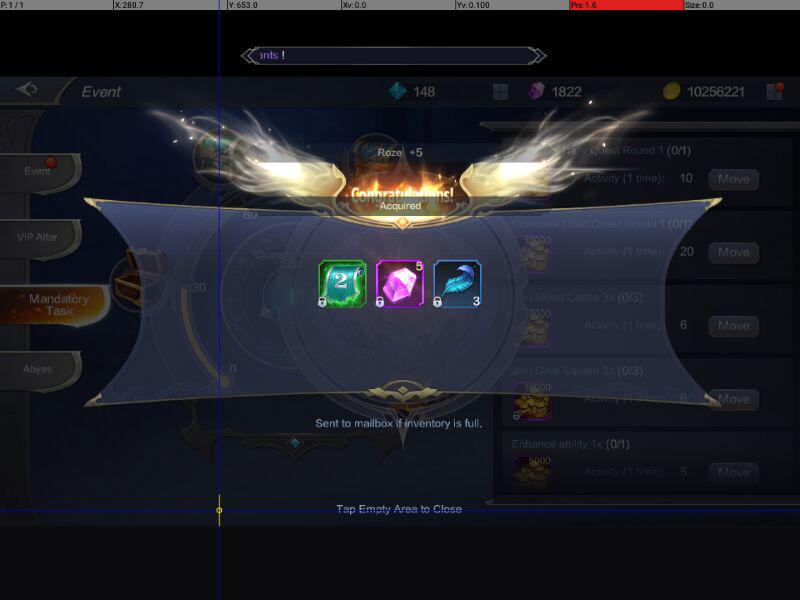 P: 1 / 1 X: 280.7 Y: 653.0 Xv: 0.0 Yv: 0.100 Prs: 1.0 Size: 0.0
ants !
Event 148 1822 10256221
Roze +5
Congratulations!
Acquired
Event
VIP Altar
Mandatory
Task
Abyss
60
30
0
2
5
3
Daily Quest Round 1 (0/1)
Activity (1 time): 10 Move
Complete Guild Quest Round 1 (0/1)
10000
Activity (1 time): 20 Move
Join Blood Castle 3x (0/3)
Activity (1 time): 6 Move
Join Devil Square 3x (0/3)
10000
Activity (1 time): 6 Move
Enhance ability 1x (0/1)
5000
Activity (1 time): 5 Move
Sent to mailbox if inventory is full.
Tap Empty Area to Close